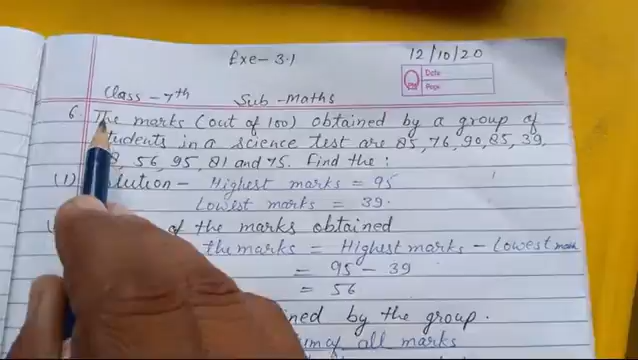 Exe-3.1
12/10/20
Date
Page
Class - 7th Sub - Maths
6. The marks (out of 100) obtained by a group of
students in a science test are 85, 76, 90, 85, 39,
56, 95, 81 and 75. Find the :
(1) Solution - Highest marks = 95
Lowest marks = 39.
of the marks obtained
the marks = Highest marks - Lowest
= 95 - 39
= 56
by the group.
of all marks